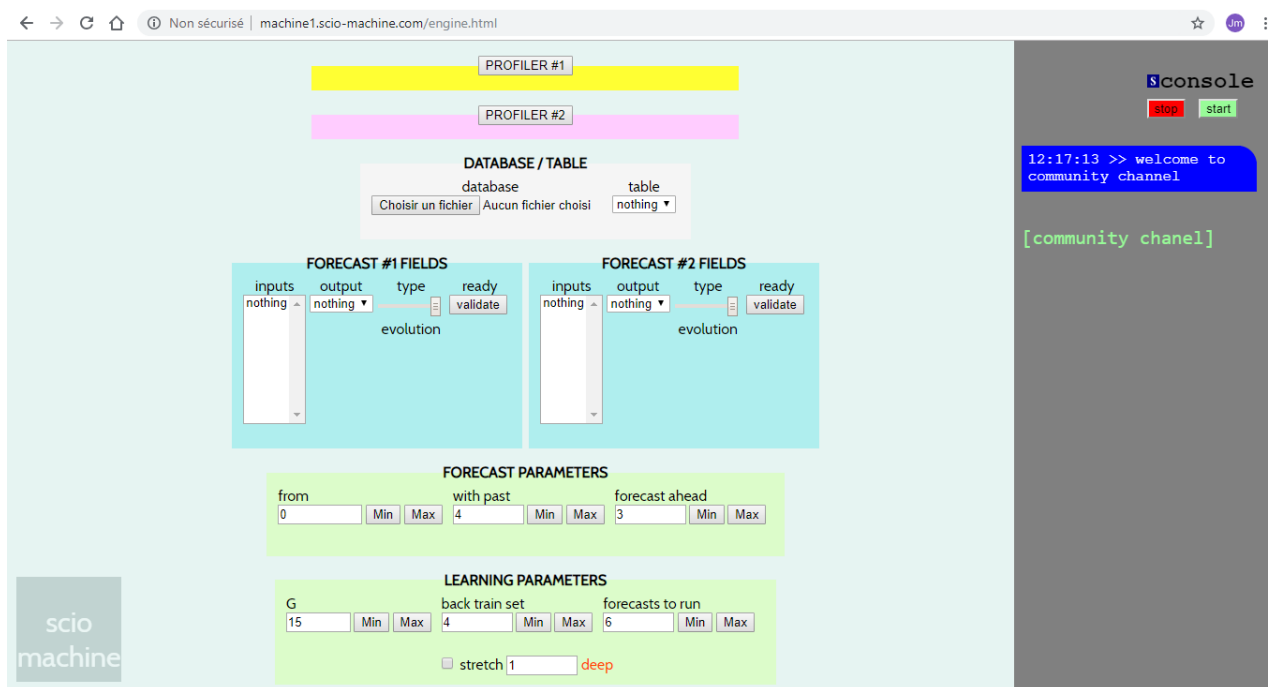 Non sécurisé | machine1.scio-machine.com/engine.html
Jm
PROFILER #1
PROFILER #2
DATABASE / TABLE
database table
Choisir un fichier Aucun fichier choisi nothing
FORECAST #1 FIELDS
inputs output type ready
nothing nothing validate
evolution
FORECAST #2 FIELDS
inputs output type ready
nothing nothing validate
evolution
FORECAST PARAMETERS
from with past forecast ahead
0 Min Max 4 Min Max 3 Min Max
LEARNING PARAMETERS
G back train set forecasts to run
15 Min Max 4 Min Max 6 Min Max
stretch 1 deep
scio
machine
S console
stop start
12:17:13 >> welcome to
community channel
[community chanel]